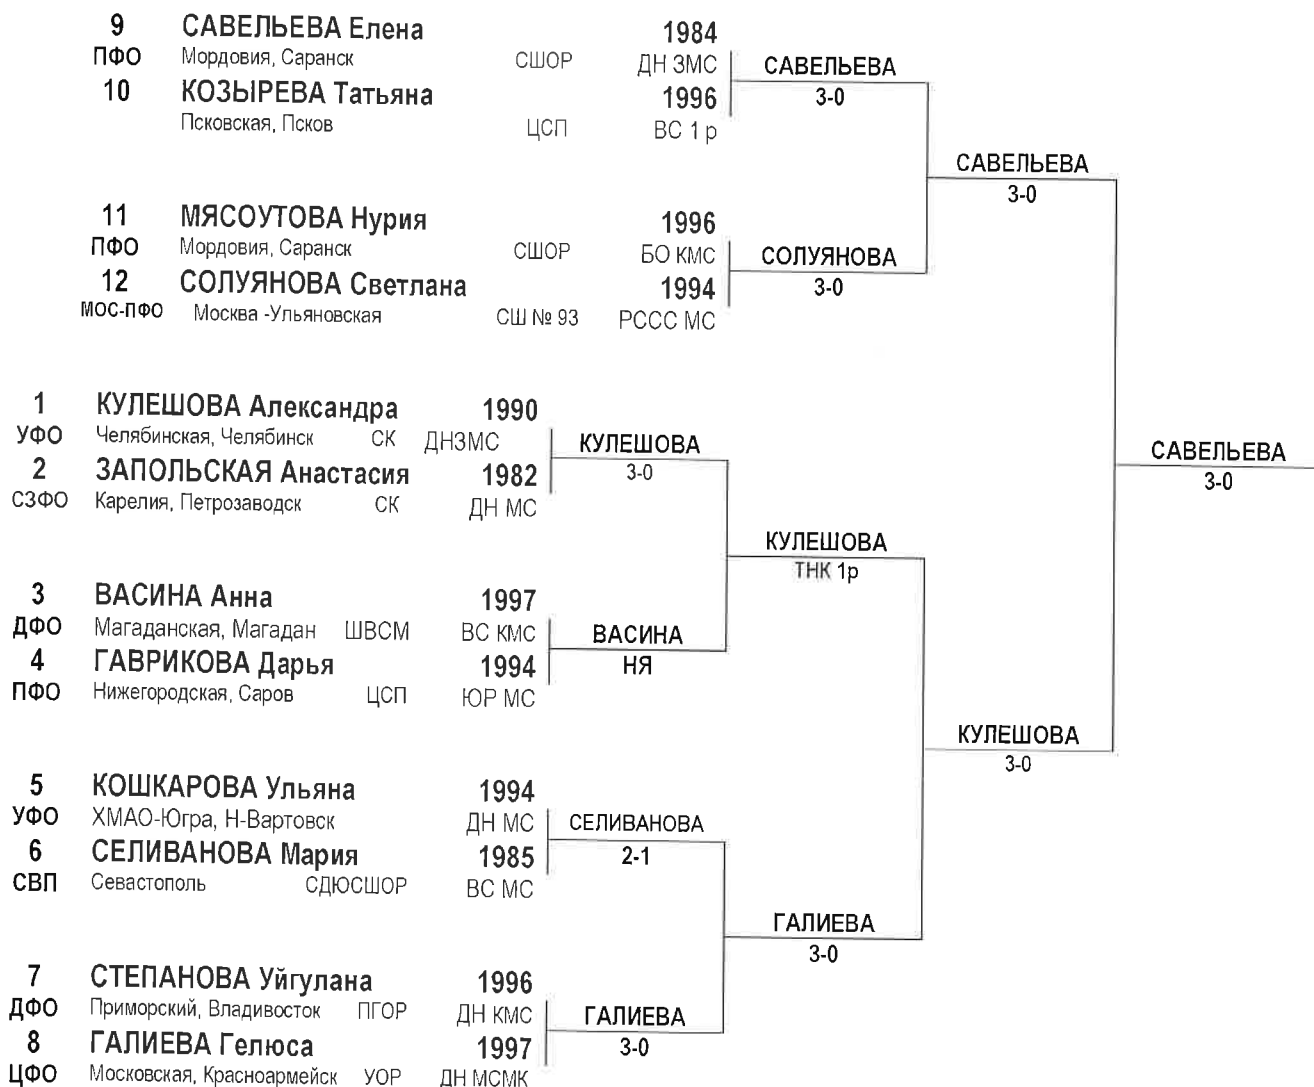 9 САВЕЛЬЕВА Елена 1984
ПФО Мордовия, Саранск СШОР ДН ЗМС
САВЕЛЬЕВА
3-0
10 КОЗЫРЕВА Татьяна 1996
Псковская, Псков ЦСП ВС 1 р
САВЕЛЬЕВА
3-0
11 МЯСОУТОВА Нурия 1996
ПФО Мордовия, Саранск СШОР БО КМС
СОЛУЯНОВА
3-0
12 СОЛУЯНОВА Светлана 1994
МОС-ПФО Москва -Ульяновская СШ № 93 РССС МС
1 КУЛЕШОВА Александра 1990
УФО Челябинская, Челябинск СК ДНЗМС
КУЛЕШОВА
3-0
САВЕЛЬЕВА
3-0
2 ЗАПОЛЬСКАЯ Анастасия 1982
СЗФО Карелия, Петрозаводск СК ДН МС
КУЛЕШОВА
ТНК 1р
3 ВАСИНА Анна 1997
ДФО Магаданская, Магадан ШВСМ ВС КМС
ВАСИНА
НЯ
4 ГАВРИКОВА Дарья 1994
ПФО Нижегородская, Саров ЦСП ЮР МС
КУЛЕШОВА
3-0
5 КОШКАРОВА Ульяна 1994
УФО ХМАО-Югра, Н-Вартовск ДН МС
СЕЛИВАНОВА
2-1
6 СЕЛИВАНОВА Мария 1985
СВП Севастополь СДЮСШОР ВС МС
ГАЛИЕВА
3-0
7 СТЕПАНОВА Уйгулана 1996
ДФО Приморский, Владивосток ПГОР ДН КМС
ГАЛИЕВА
3-0
8 ГАЛИЕВА Гелюса 1997
ЦФО Московская, Красноармейск УОР ДН МСМК